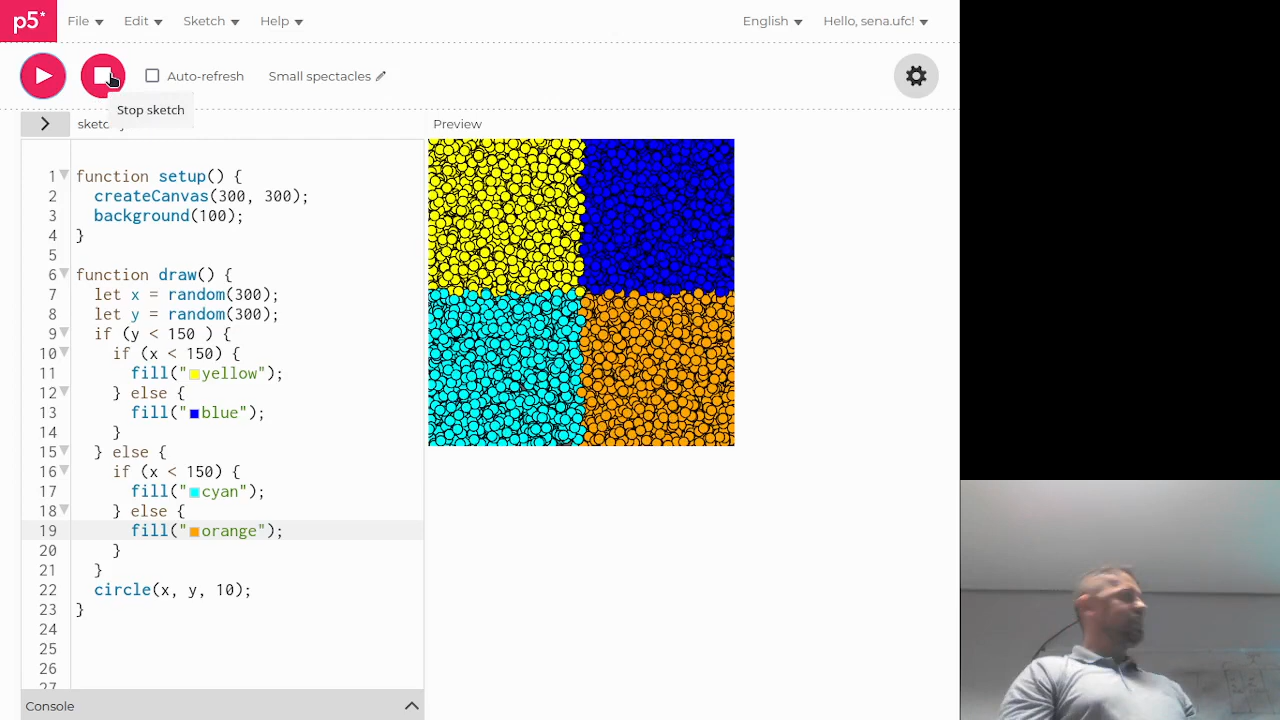 p5* File Edit Sketch Help English Hello, sena.ufc!
Auto-refresh Small spectacles
Stop sketch
Preview
1 function setup() {
2 createCanvas(300, 300);
3 background(100);
4 }
5
6 function draw() {
7 let x = random(300);
8 let y = random(300);
9 if (y < 150 ) {
10 if (x < 150) {
11 fill("yellow");
12 } else {
13 fill("blue");
14 }
15 } else {
16 if (x < 150) {
17 fill("cyan");
18 } else {
19 fill("orange");
20 }
21 }
22 circle(x, y, 10);
23 }
24
25
26
27
Console